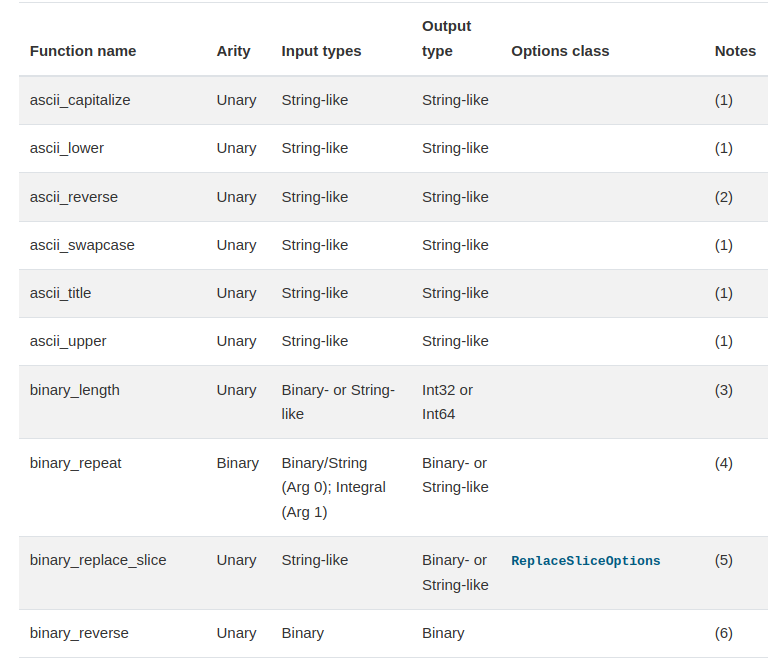 Function name Arity Input types Output type Options class Notes
ascii_capitalize Unary String-like String-like (1)
ascii_lower Unary String-like String-like (1)
ascii_reverse Unary String-like String-like (2)
ascii_swapcase Unary String-like String-like (1)
ascii_title Unary String-like String-like (1)
ascii_upper Unary String-like String-like (1)
binary_length Unary Binary- or String- Int32 or (3)
like Int64
binary_repeat Binary Binary/String Binary- or (4)
(Arg 0); Integral String-like
(Arg 1)
binary_replace_slice Unary String-like Binary- or ReplaceSliceOptions (5)
String-like
binary_reverse Unary Binary Binary (6)